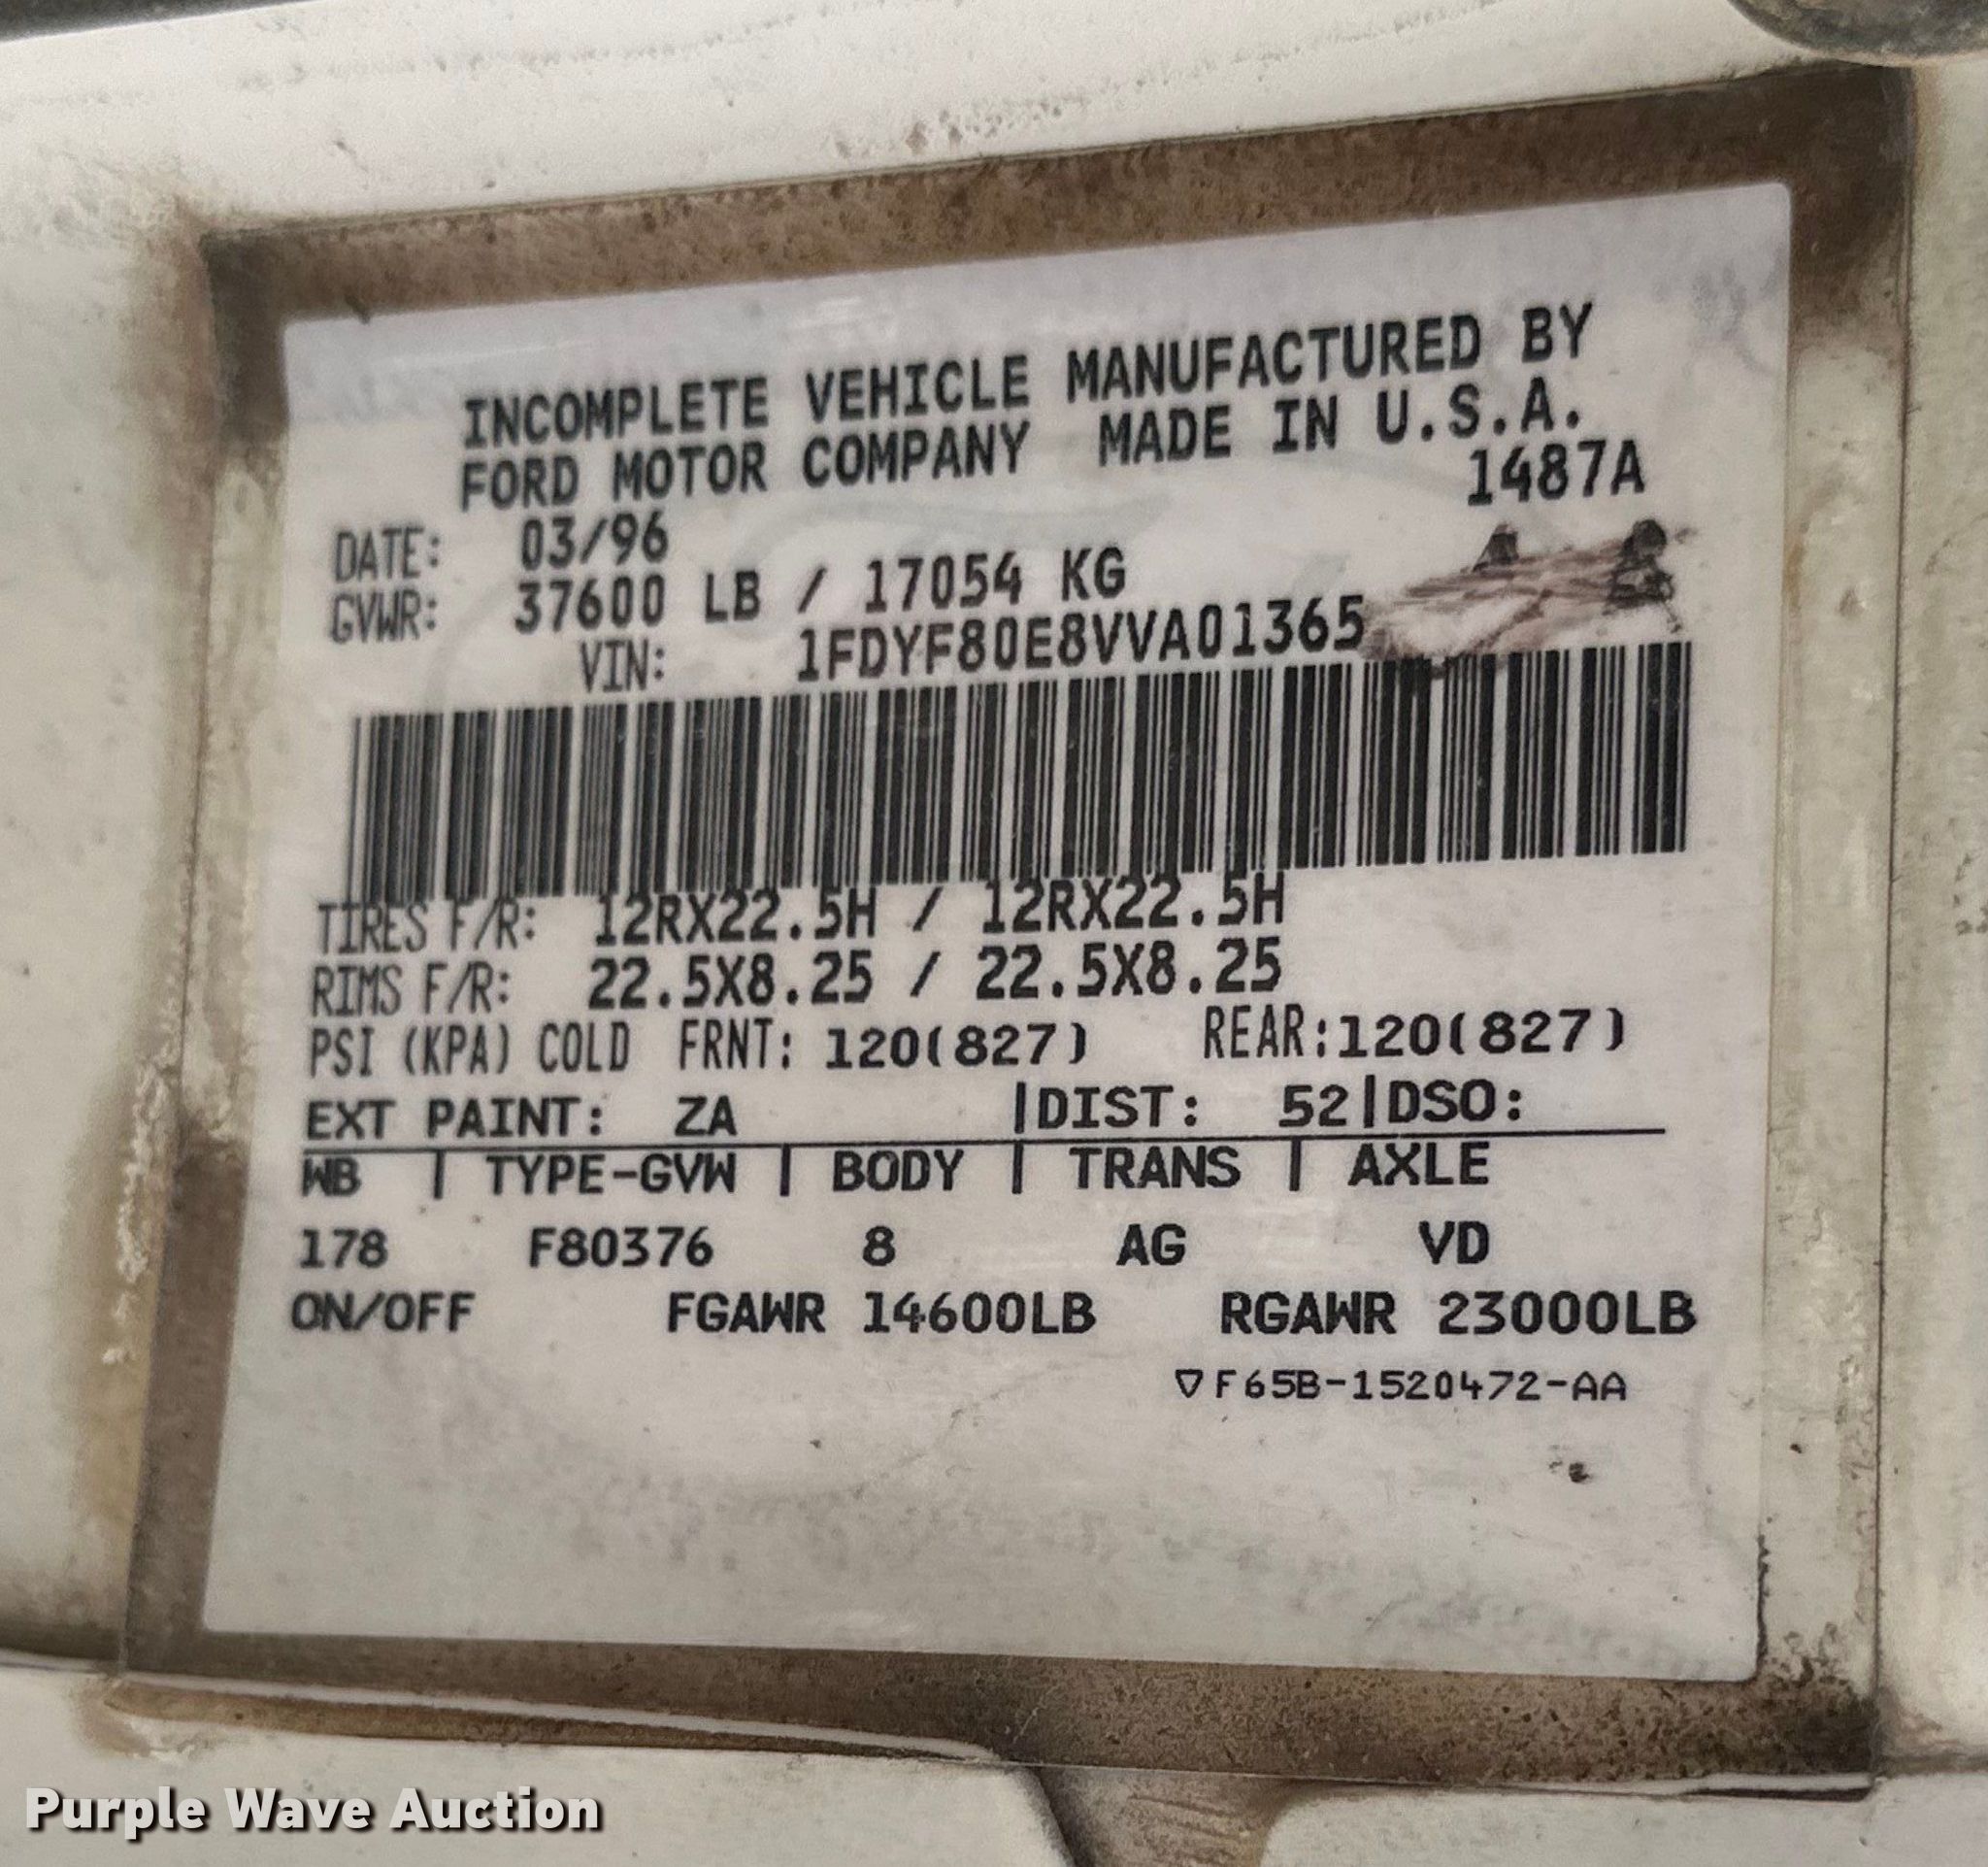 INCOMPLETE VEHICLE MANUFACTURED BY
FORD MOTOR COMPANY MADE IN U.S.A.
1487A
DATE: 03/96
GVWR: 37600 LB / 17054 KG
VIN: 1FDYF80E8VVA01365
TIRES F/R: 12RX22.5H / 12RX22.5H
RIMS F/R: 22.5X8.25 / 22.5X8.25
PSI (KPA) COLD FRNT: 120(827) REAR:120(827)
EXT PAINT: ZA |DIST: 52|DSO:
WB | TYPE-GVW | BODY | TRANS | AXLE
178 F80376 8 AG VD
ON/OFF FGAWR 14600LB RGAWR 23000LB
▽F65B-1520472-AA
Purple Wave Auction